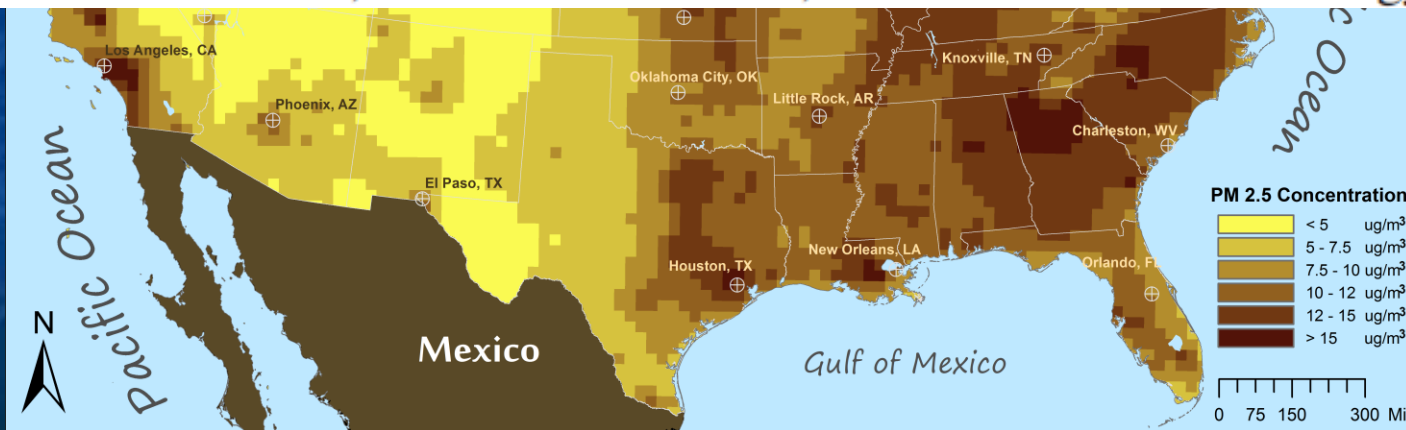 Los Angeles, CA
Phoenix, AZ
El Paso, TX
Oklahoma City, OK
Little Rock, AR
Knoxville, TN
Charleston, WV
Houston, TX
New Orleans, LA
Orlando, F
Pacific Ocean
Mexico
Gulf of Mexico
ic Ocean
N
PM 2.5 Concentration
< 5 ug/m³
5 - 7.5 ug/m³
7.5 - 10 ug/m³
10 - 12 ug/m³
12 - 15 ug/m³
> 15 ug/m³
0 75 150 300 Mi